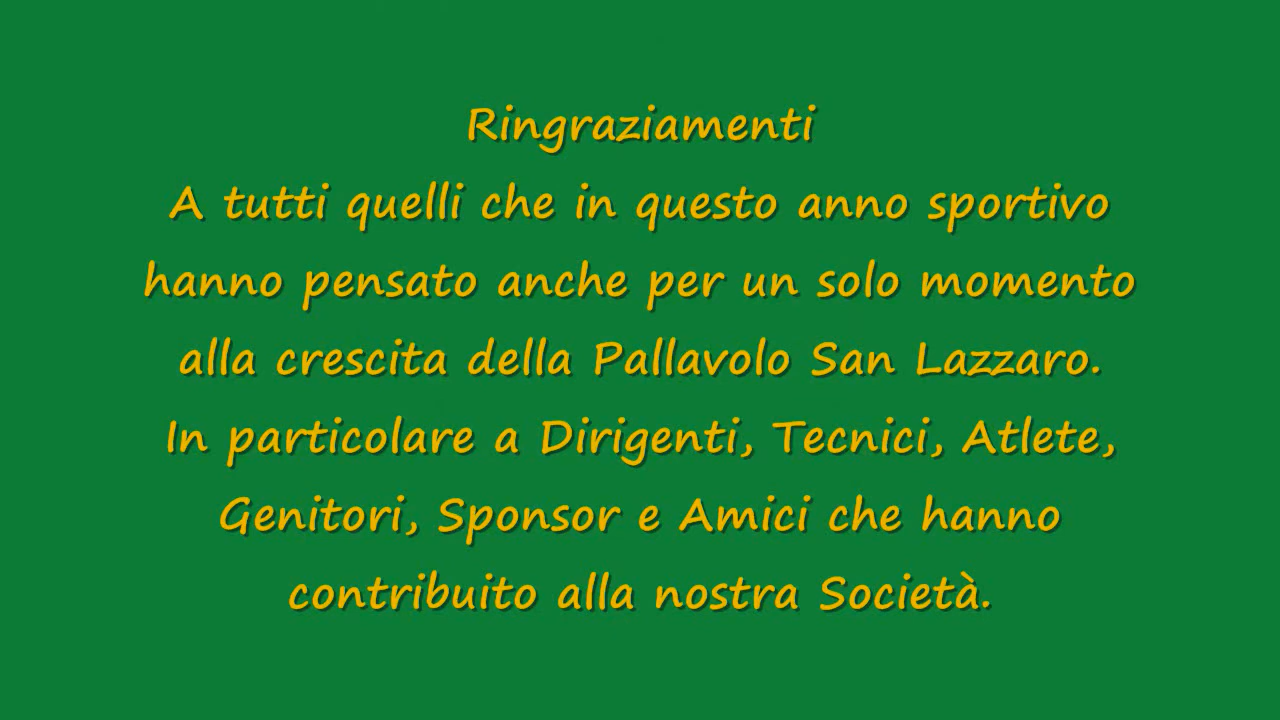 Ringraziamenti
A tutti quelli che in questo anno sportivo
hanno pensato anche per un solo momento
alla crescita della Pallavolo San Lazzaro.
In particolare a Dirigenti, Tecnici, Atlete,
Genitori, Sponsor e Amici che hanno
contribuito alla nostra Società.